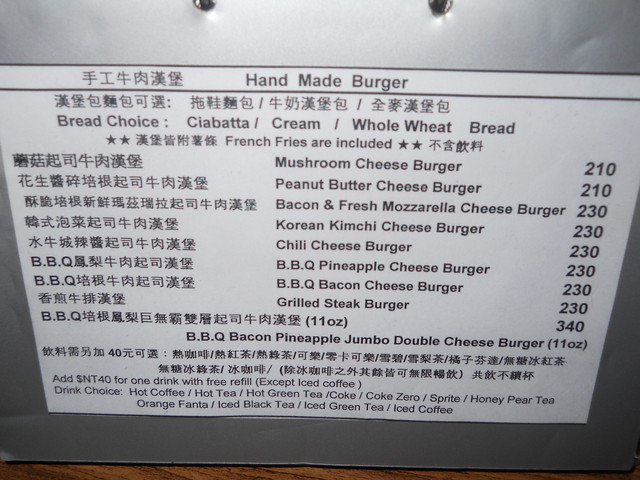 手工牛肉漢堡 Hand Made Burger
漢堡包麵包可選: 拖鞋麵包 / 牛奶漢堡包 / 全麥漢堡包
Bread Choice : Ciabatta / Cream / Whole Wheat Bread
★★ 漢堡皆附薯條 French Fries are included ★★ 不含飲料
蘑菇起司牛肉漢堡 Mushroom Cheese Burger 210
花生醬碎培根起司牛肉漢堡 Peanut Butter Cheese Burger 210
酥脆培根新鮮瑪茲瑞拉起司牛肉漢堡 Bacon & Fresh Mozzarella Cheese Burger 230
韓式泡菜起司牛肉漢堡 Korean Kimchi Cheese Burger 230
水牛城辣醬起司牛肉漢堡 Chili Cheese Burger 230
B.B.Q鳳梨牛肉起司漢堡 B.B.Q Pineapple Cheese Burger 230
B.B.Q培根牛肉起司漢堡 B.B.Q Bacon Cheese Burger 230
香煎牛排漢堡 Grilled Steak Burger 230
B.B.Q培根鳳梨巨無霸雙層起司牛肉漢堡 (11oz) 340
B.B.Q Bacon Pineapple Jumbo Double Cheese Burger (11oz)
飲料需另加 40元可選：熱咖啡/熱紅茶/熱綠茶/可樂/零卡可樂/雪碧/雪梨茶/橘子芬達/無糖冰紅茶
無糖冰綠茶/ 冰咖啡/（除冰咖啡之外其餘皆可無限暢飲）共飲不續杯
Add $NT40 for one drink with free refill (Except Iced coffee )
Drink Choice: Hot Coffee / Hot Tea / Hot Green Tea /Coke / Coke Zero / Sprite / Honey Pear Tea
Orange Fanta / Iced Black Tea / Iced Green Tea / Iced Coffee